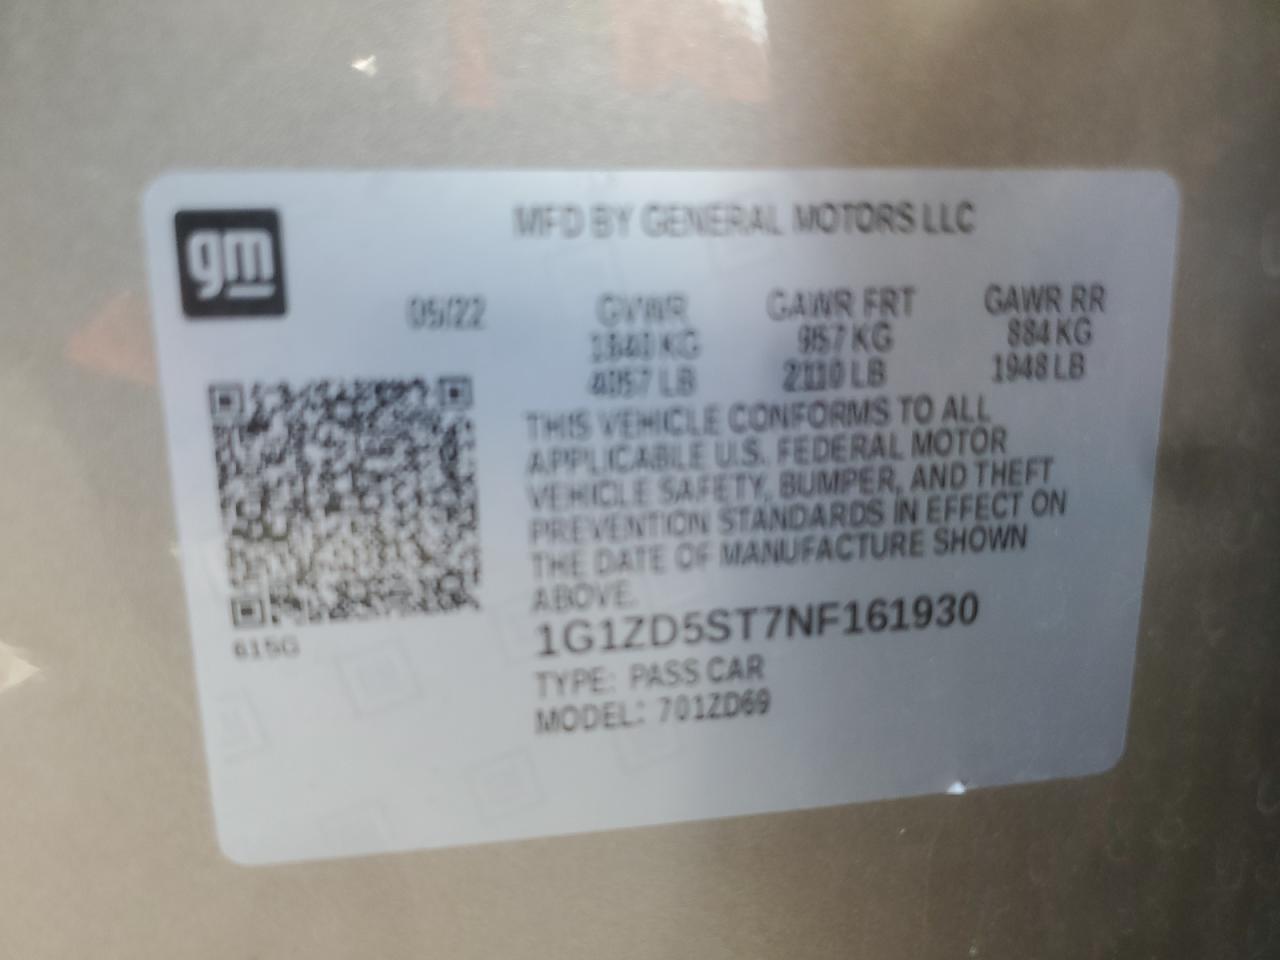 gm
MFD BY GENERAL MOTORS LLC
05/22 GVWR GAWR FRT GAWR RR
1840 KG 957 KG 884 KG
4057 LB 2110 LB 1948 LB
THIS VEHICLE CONFORMS TO ALL
APPLICABLE U.S. FEDERAL MOTOR
VEHICLE SAFETY, BUMPER, AND THEFT
PREVENTION STANDARDS IN EFFECT ON
THE DATE OF MANUFACTURE SHOWN
ABOVE.
1G1ZD5ST7NF161930
TYPE: PASS CAR
MODEL: 701ZD69
615G